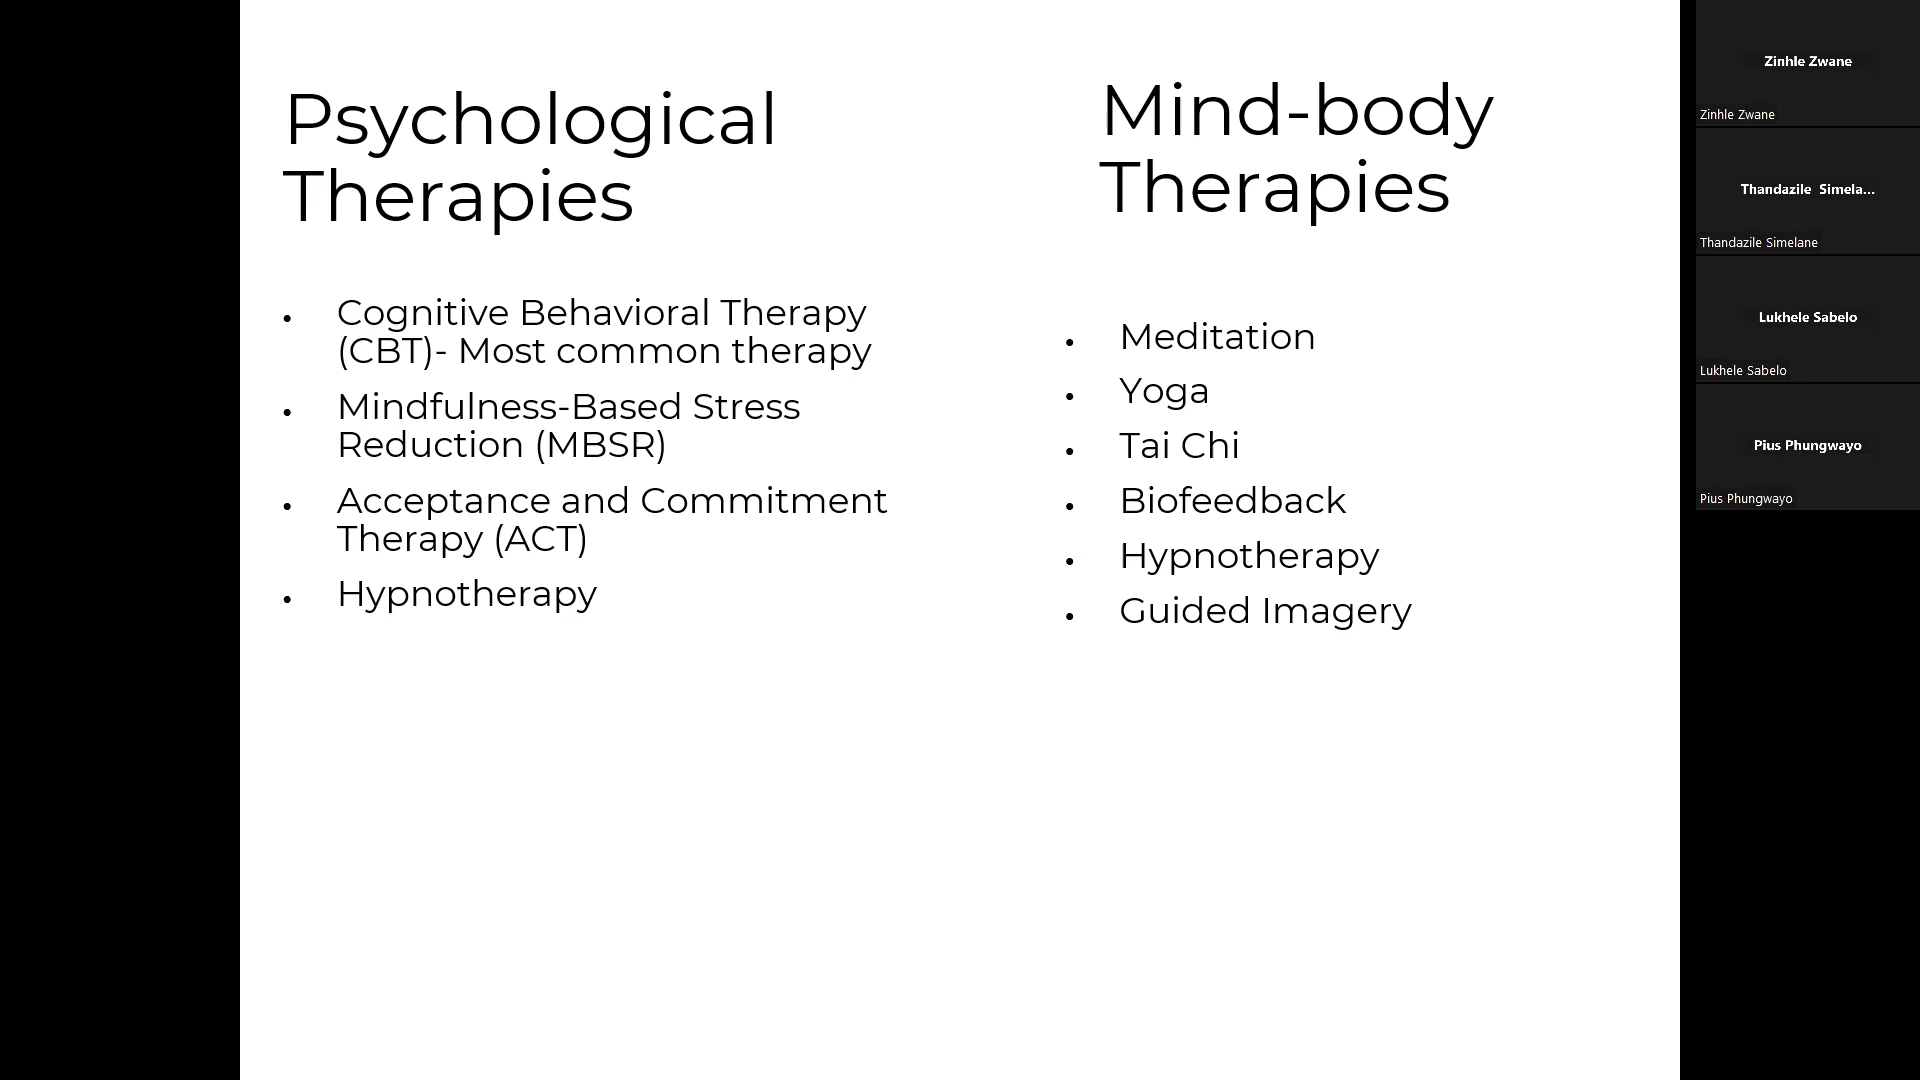 Psychological
Therapies
• Cognitive Behavioral Therapy
(CBT)- Most common therapy
• Mindfulness-Based Stress
Reduction (MBSR)
• Acceptance and Commitment
Therapy (ACT)
• Hypnotherapy
Mind-body
Therapies
• Meditation
• Yoga
• Tai Chi
• Biofeedback
• Hypnotherapy
• Guided Imagery
Zinhle Zwane
Zinhle Zwane
Thandazile Simela...
Thandazile Simelane
Lukhele Sabelo
Lukhele Sabelo
Pius Phungwayo
Pius Phungwayo